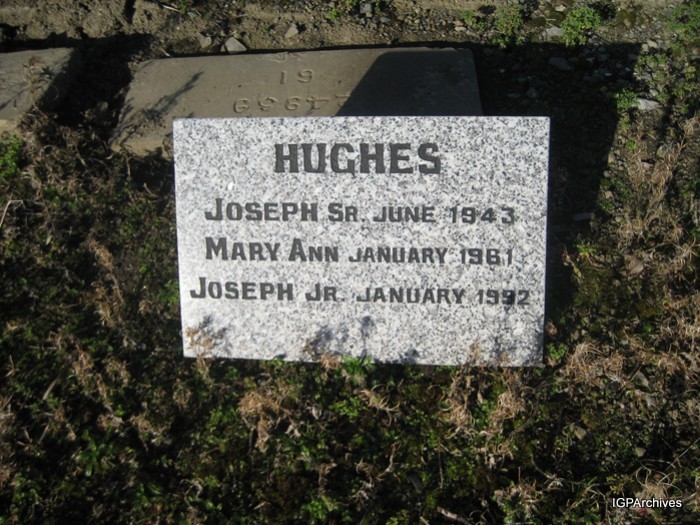 HUGHES
JOSEPH SR. JUNE 1943
MARY ANN JANUARY 1961
JOSEPH JR. JANUARY 1992
IGPArchives